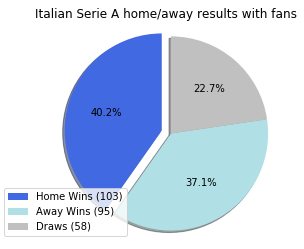 Italian Serie A home/away results with fans
40.2%
22.7%
37.1%
Home Wins (103)
Away Wins (95)
Draws (58)